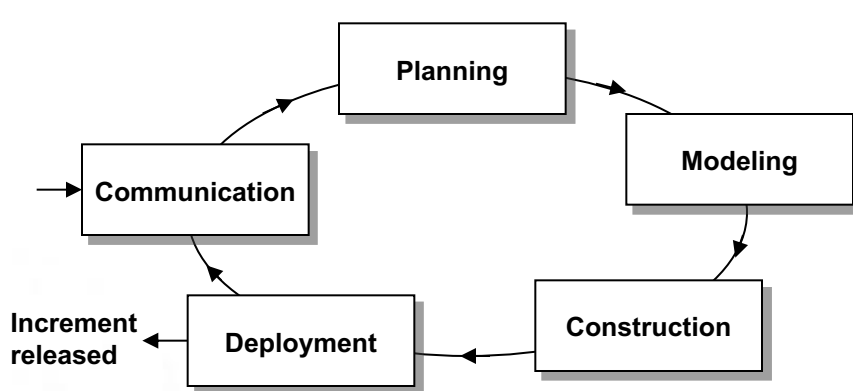 Planning
Modeling
Communication
Construction
Deployment
Increment
released